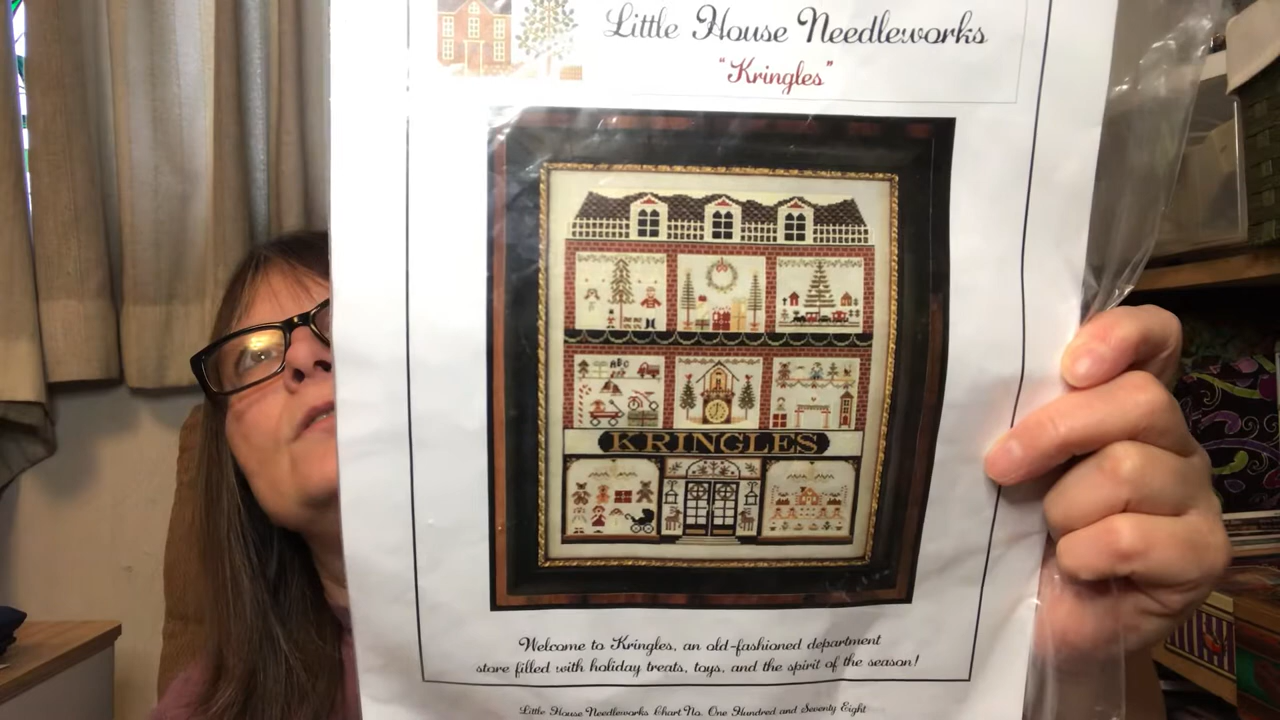 Little House Needleworks
"Kringles"
ABC
KRINGLES
Welcome to Kringles, an old-fashioned department
store filled with holiday treats, toys, and the spirit of the season!
Little House Needleworks Chart No. One Hundred and Seventy Eight